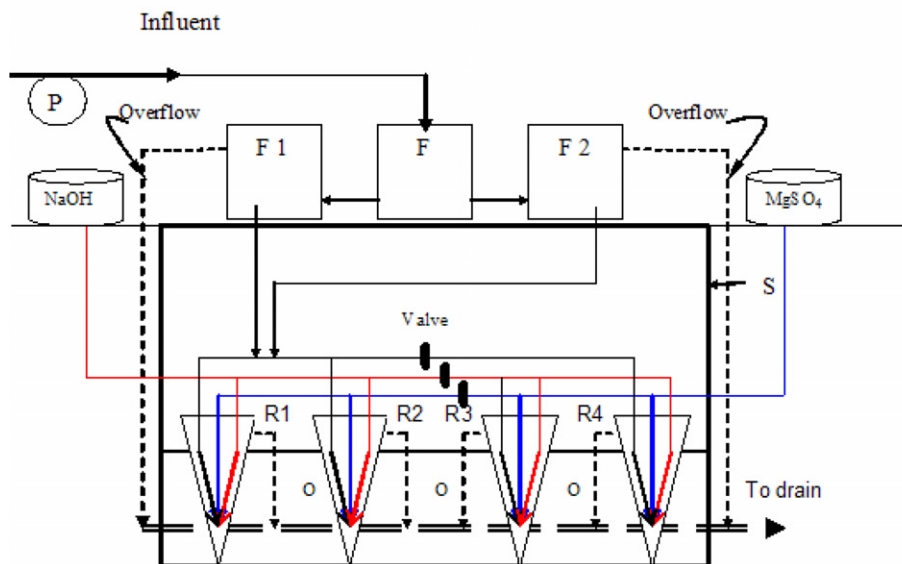 Influent
P
Overflow
Overflow
F 1
F
F 2
NaOH
MgSO₄
S
Valve
R1
R2
R3
R4
O
O
O
To drain